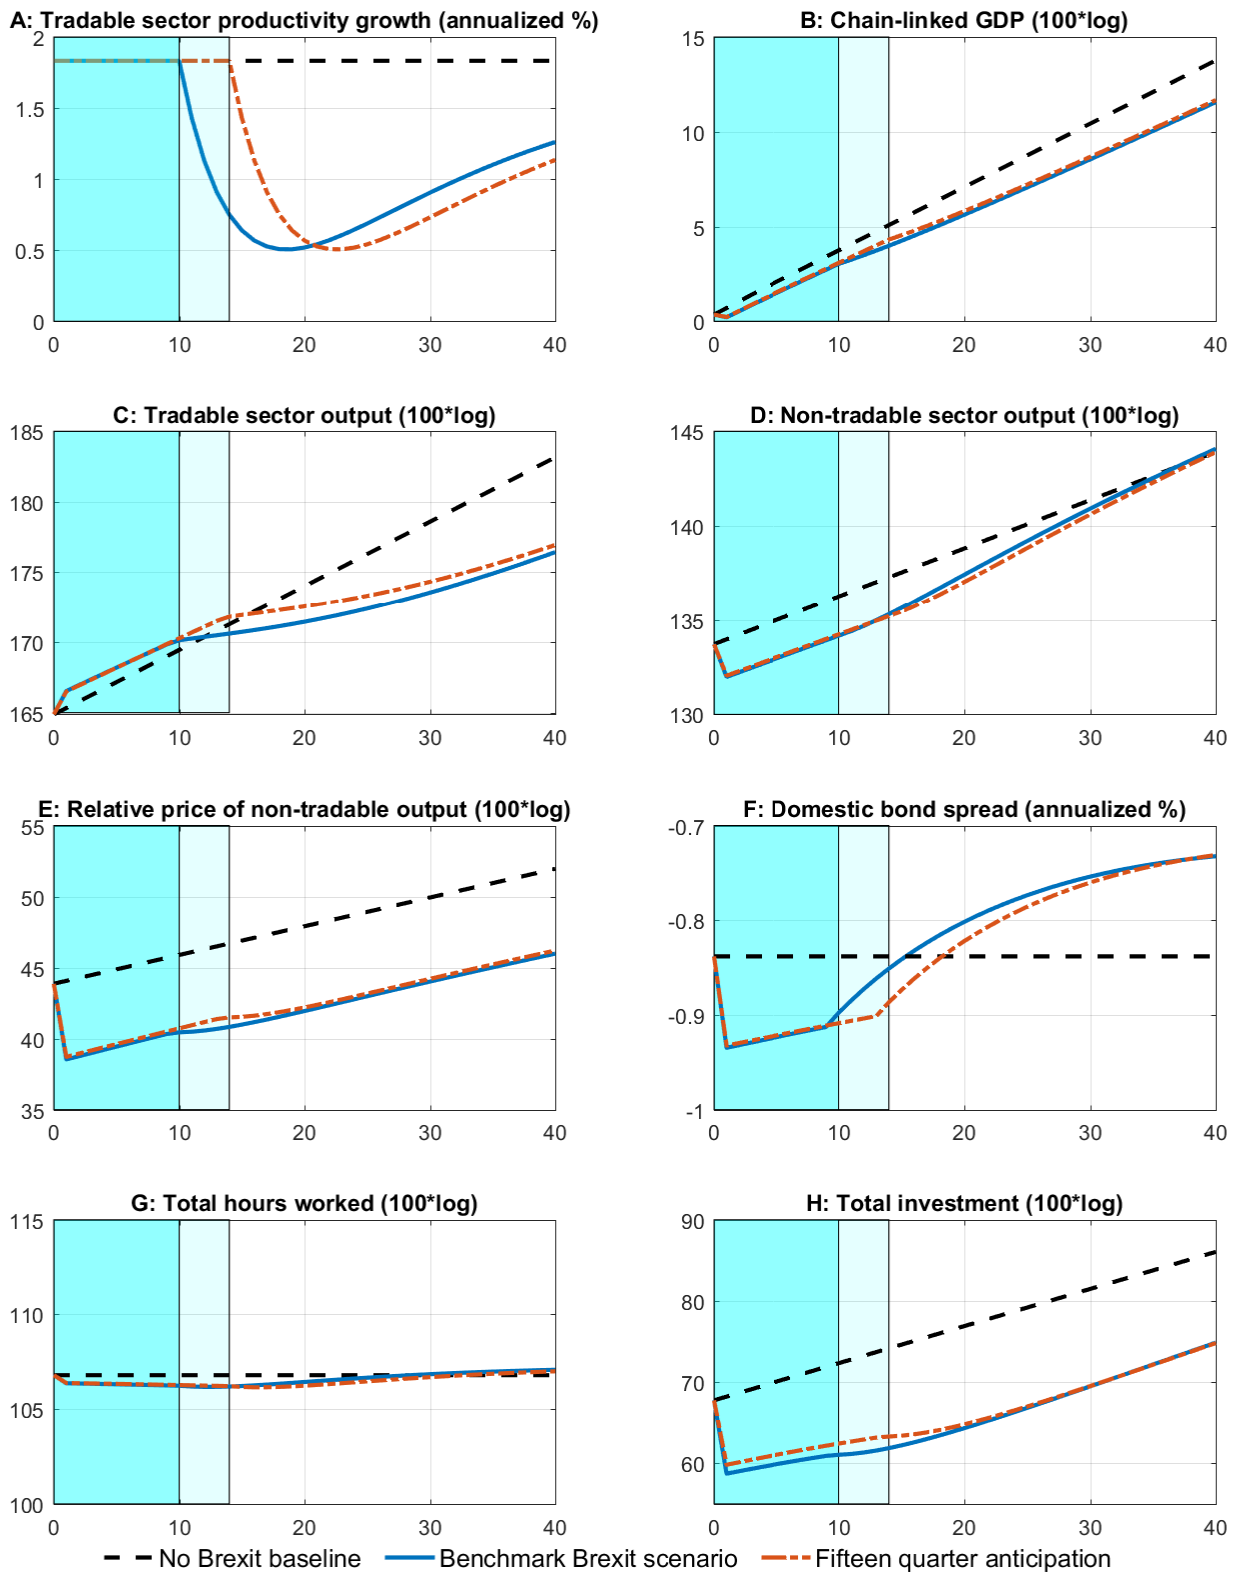 A: Tradable sector productivity growth (annualized %)
2
1.5
1
0.5
0
0 10 20 30 40
B: Chain-linked GDP (100*log)
15
10
5
0
0 10 20 30 40
C: Tradable sector output (100*log)
185
180
175
170
165
0 10 20 30 40
D: Non-tradable sector output (100*log)
145
140
135
130
0 10 20 30 40
E: Relative price of non-tradable output (100*log)
55
50
45
40
35
0 10 20 30 40
F: Domestic bond spread (annualized %)
-0.7
-0.8
-0.9
-1
0 10 20 30 40
G: Total hours worked (100*log)
115
110
105
100
0 10 20 30 40
H: Total investment (100*log)
90
80
70
60
0 10 20 30 40
No Brexit baseline Benchmark Brexit scenario Fifteen quarter anticipation